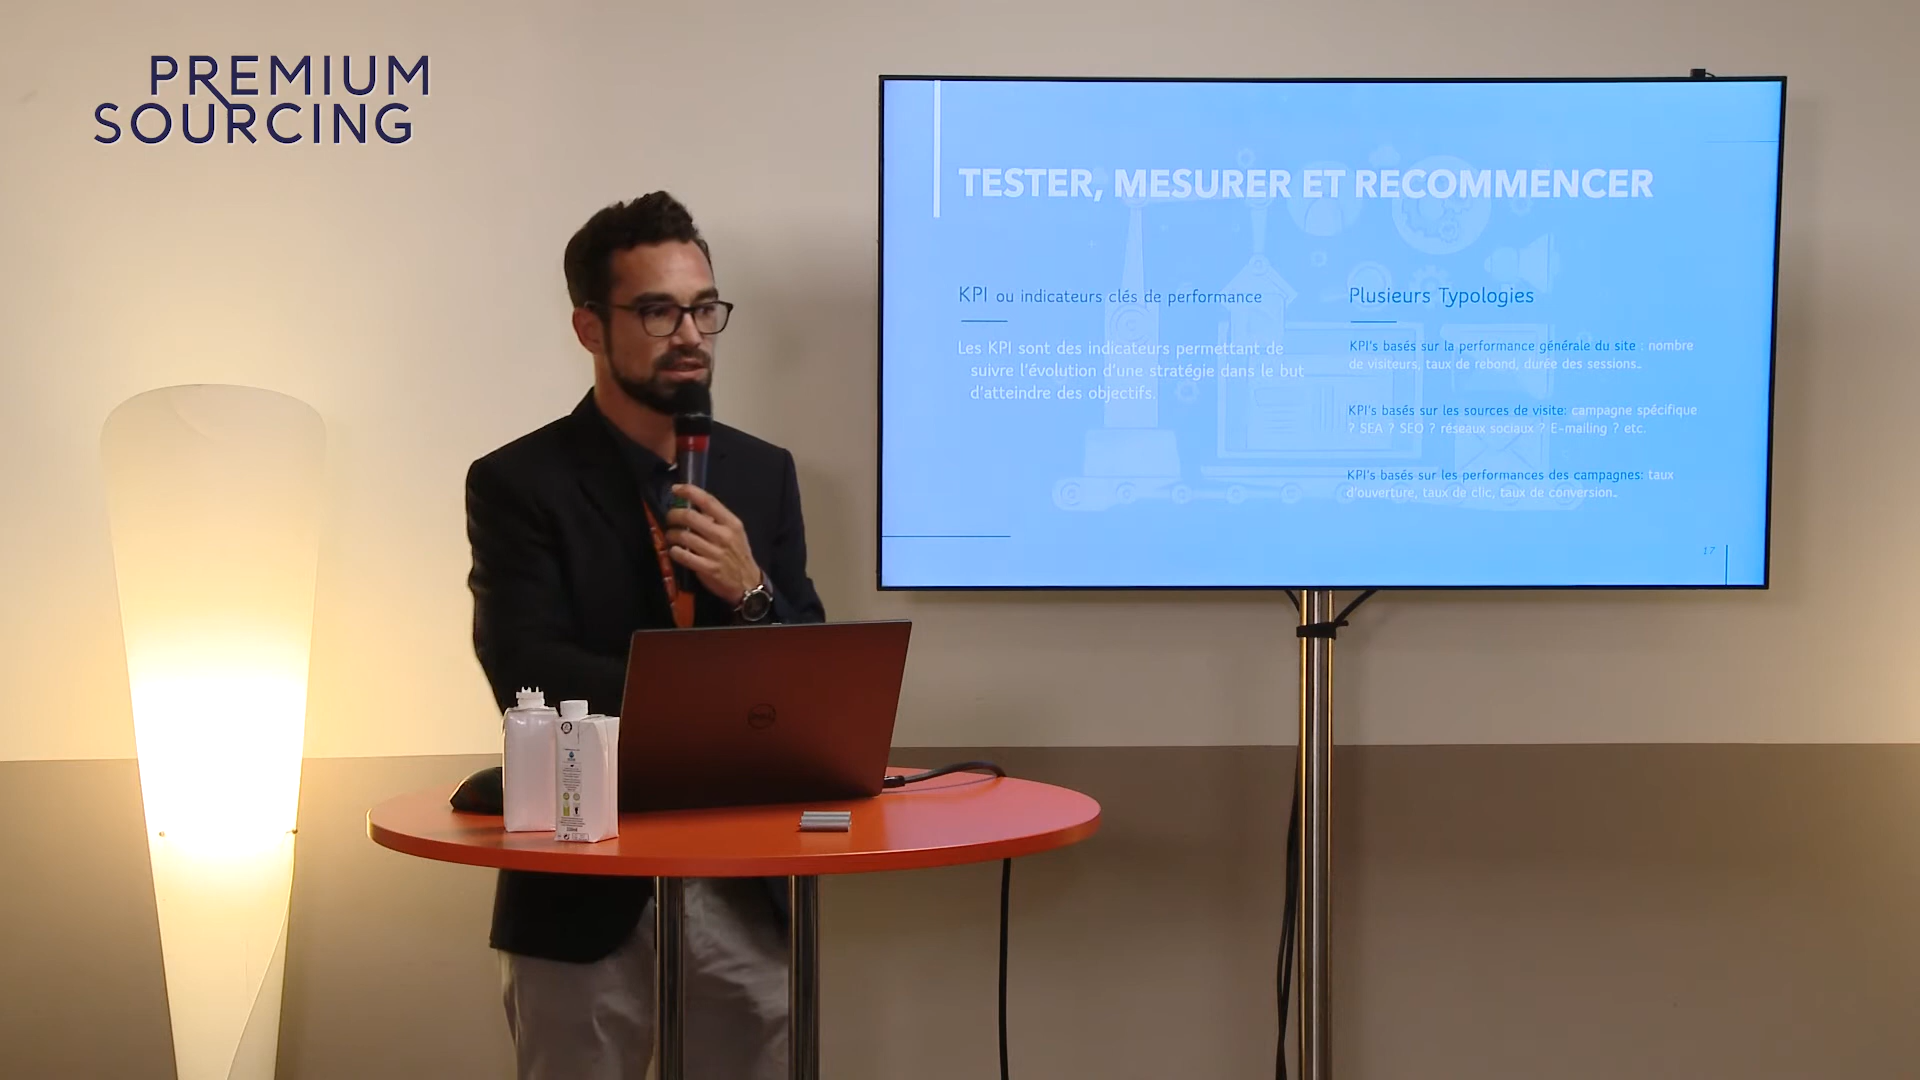 PREMIUM
SOURCING
TESTER, MESURER ET RECOMMENCER
KPI ou indicateurs clés de performance
Les KPI sont des indicateurs permettant de
suivre l'évolution d'une stratégie dans le but
d'atteindre des objectifs.
Plusieurs Typologies
KPI's basés sur la performance générale du site : nombre
de visiteurs, taux de rebond, durée des sessions…
KPI's basés sur les sources de visite: campagne spécifique
? SEA ? SEO ? réseaux sociaux ? E-mailing ? etc.
KPI's basés sur les performances des campagnes: taux
d'ouverture, taux de clic, taux de conversion…
17
DELL